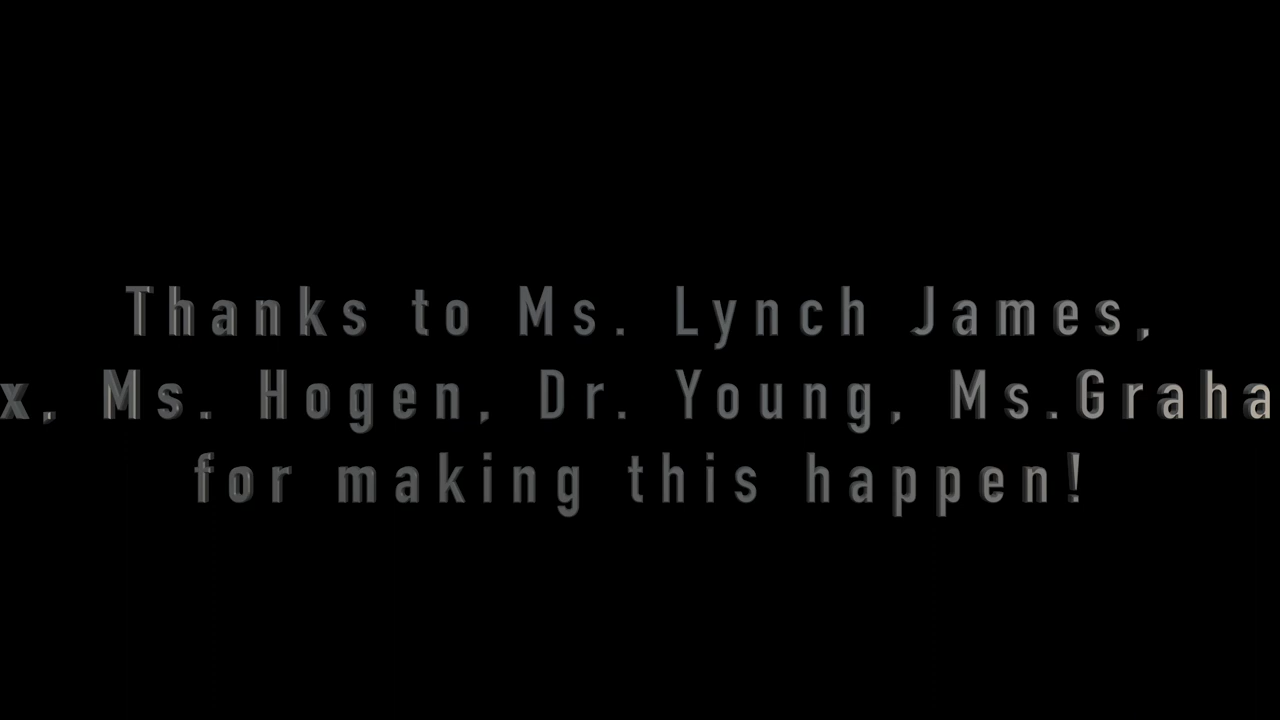 Thanks to Ms. Lynch James,
x, Ms. Hogen, Dr. Young, Ms.Graha
for making this happen!